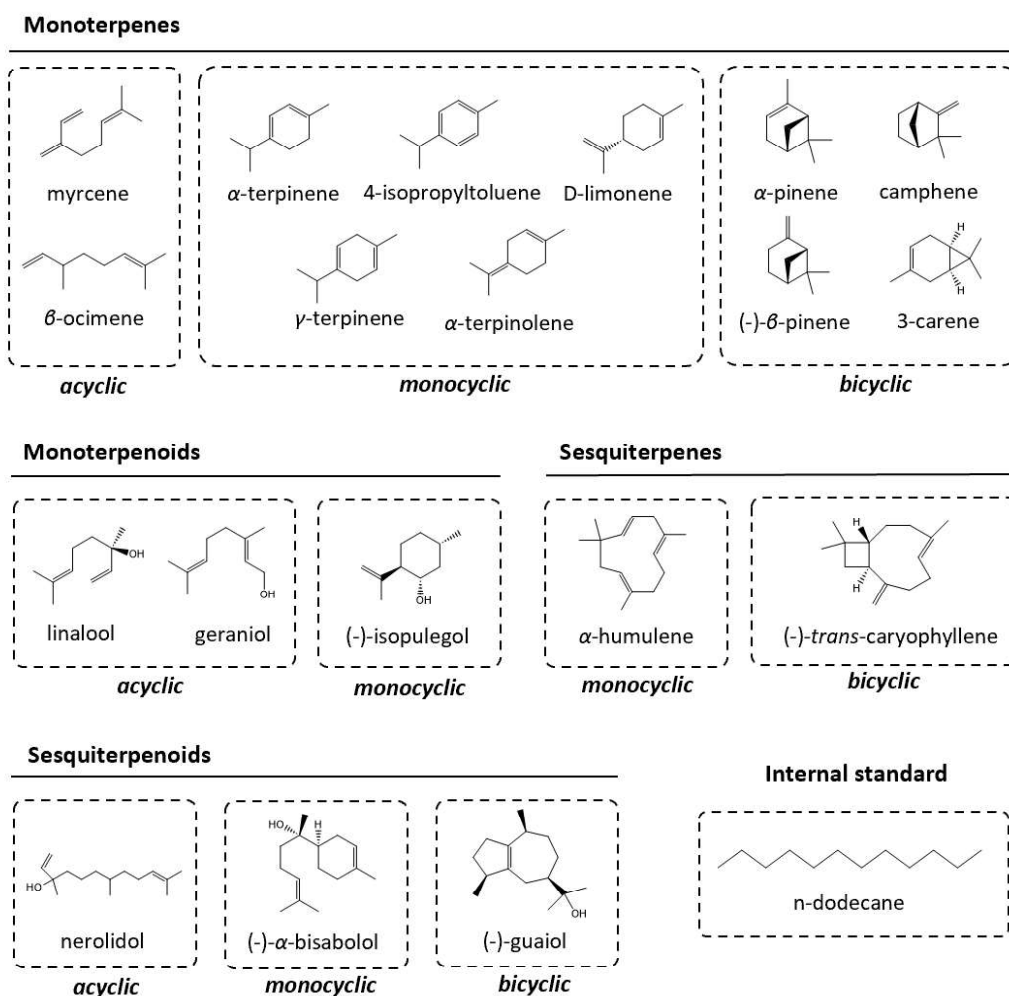 Monoterpenes
myrcene
α-terpinene 4-isopropyltoluene D-limonene
α-pinene camphene
β-ocimene
γ-terpinene α-terpinolene
(-)-β-pinene 3-carene
H
H
acyclic monocyclic bicyclic
Monoterpenoids Sesquiterpenes
OH
OH
OH
H
H
linalool geraniol (-)-isopulegol α-humulene (-)-trans-caryophyllene
acyclic monocyclic monocyclic bicyclic
Sesquiterpenoids
Internal standard
HO
HO
H
OH
nerolidol (-)-α-bisabolol (-)-guaiol
n-dodecane
acyclic monocyclic bicyclic